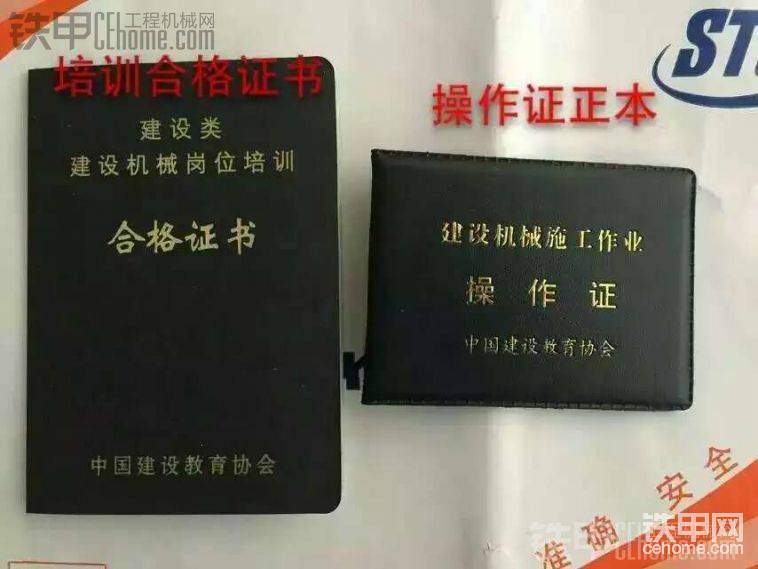 铁甲工程机械网
CEhome.com
培训合格证书
建设类
建设机械岗位培训
合格证书
中国建设教育协会
操作证正本
建设机械施工作业
操作证
中国建设教育协会
准确 安全
铁甲网
cehome.com